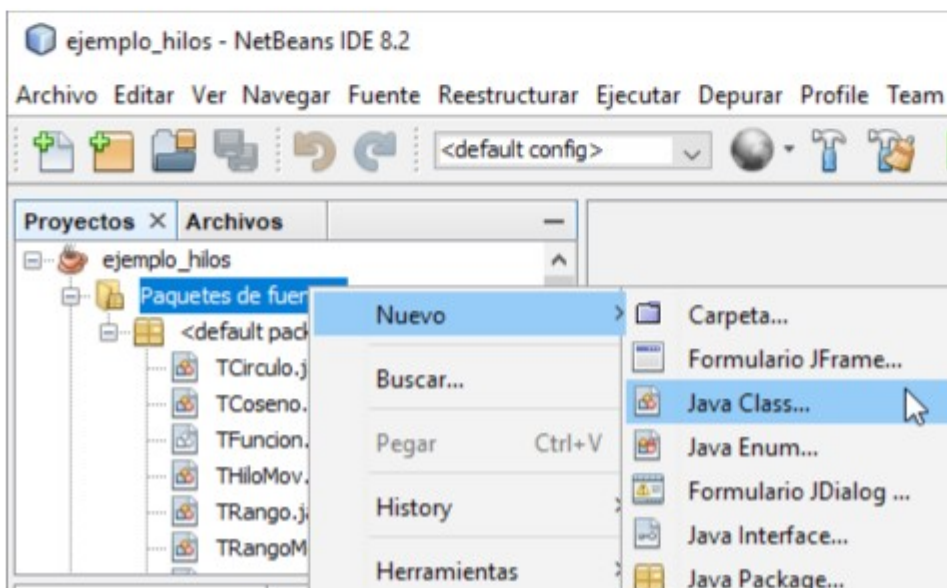 ejemplo_hilos - NetBeans IDE 8.2
Archivo Editar Ver Navegar Fuente Reestructurar Ejecutar Depurar Profile Team
<default config>
Proyectos Archivos
ejemplo_hilos
Paquetes de fuer
<default pack
TCirculo.j
TCoseno.
TFuncion.
THiloMov.
TRango.ja
TRangoM
Nuevo
Buscar...
Pegar Ctrl+V
History
Herramientas
Carpeta...
Formulario JFrame...
Java Class...
Java Enum...
Formulario JDialog ...
Java Interface...
Java Package...